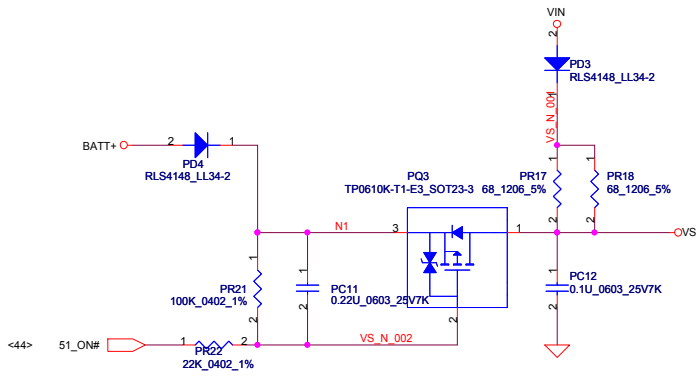 VIN
2
PD3
RLS4148_LL34-2
1
VS_N_001
BATT+
2
1
PD4
RLS4148_LL34-2
PQ3
TP0610K-T1-E3_SOT23-3
1
PR17
68_1206_5%
2
1
PR18
68_1206_5%
2
N1
3
1
VS
2
1
PR21
100K_0402_1%
2
1
PC11
0.22U_0603_25V7K
2
1
PC12
0.1U_0603_25V7K
2
<44>
51_ON#
1
2
PR22
22K_0402_1%
VS_N_002